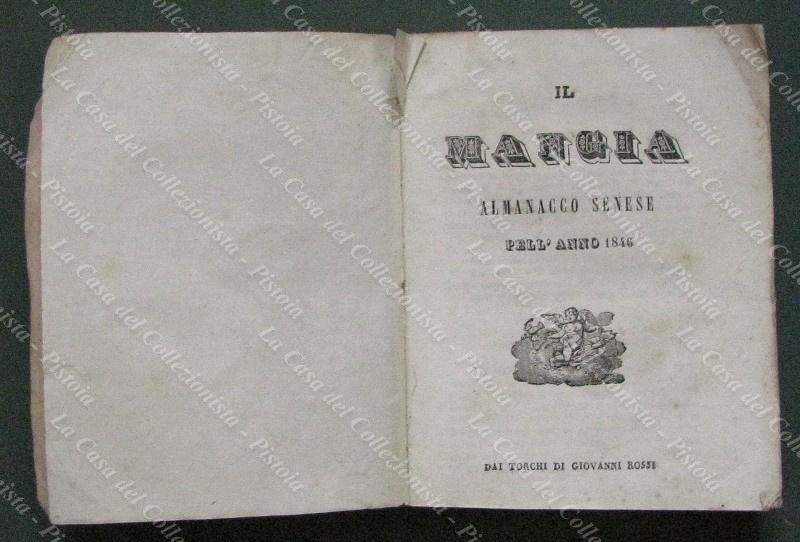 IL
MANGIA
ALMANACCO SENESE
PELL' ANNO 1846
DAI TORCHI DI GIOVANNI ROSSI
La Casa del Collezionista - Pistoia